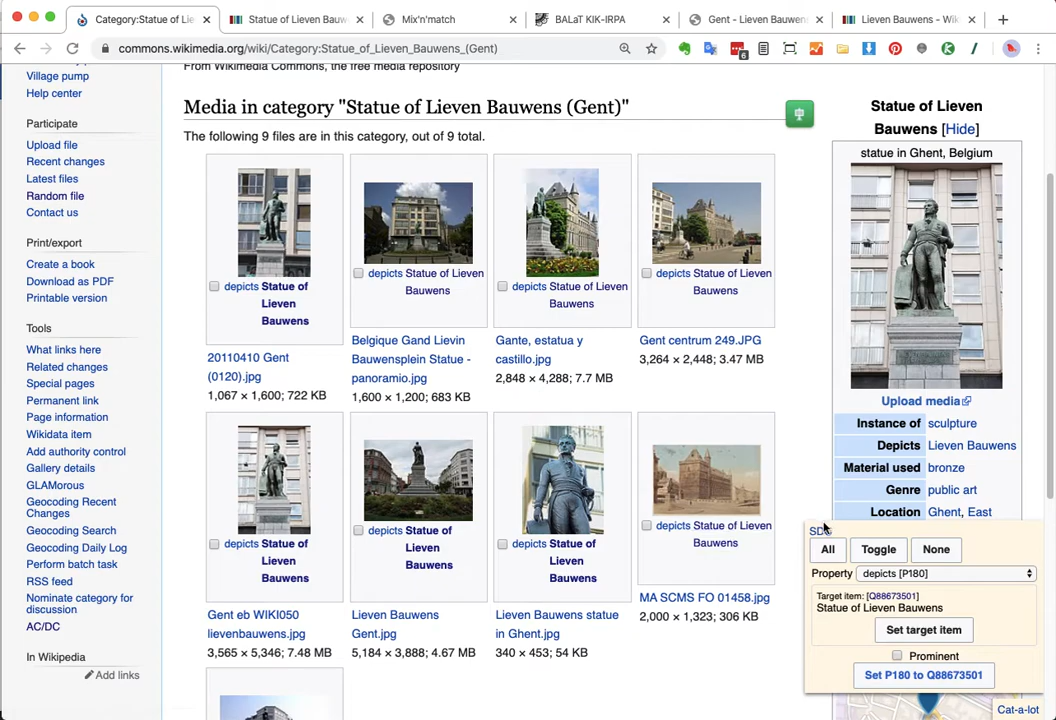 Category:Statue of Lie
Statue of Lieven Bauw
Mix'n'match
BALaT KIK-IRPA
Gent - Lieven Bauwens
Lieven Bauwens - Wik
commons.wikimedia.org/wiki/Category:Statue_of_Lieven_Bauwens_(Gent)
6
Village pump
Help center
Participate
Upload file
Recent changes
Latest files
Random file
Contact us
Print/export
Create a book
Download as PDF
Printable version
Tools
What links here
Related changes
Special pages
Permanent link
Page information
Wikidata item
Add authority control
Gallery details
GLAMorous
Geocoding Recent
Changes
Geocoding Search
Geocoding Daily Log
Perform batch task
RSS feed
Nominate category for
discussion
AC/DC
In Wikipedia
Add links
From Wikimedia Commons, the free media repository
Media in category "Statue of Lieven Bauwens (Gent)"
The following 9 files are in this category, out of 9 total.
depicts Statue of
Lieven
Bauwens
20110410 Gent
(0120).jpg
1,067 × 1,600; 722 KB
depicts Statue of Lieven
Bauwens
Belgique Gand Lievin
Bauwensplein Statue -
panoramio.jpg
1,600 × 1,200; 683 KB
depicts Statue of Lieven
Bauwens
Gante, estatua y
castillo.jpg
2,848 × 4,288; 7.7 MB
depicts Statue of Lieven
Bauwens
Gent centrum 249.JPG
3,264 × 2,448; 3.47 MB
depicts Statue of
Lieven
Bauwens
Gent eb WIKI050
lievenbauwens.jpg
3,565 × 5,346; 7.48 MB
depicts Statue of
Lieven
Bauwens
Lieven Bauwens
Gent.jpg
5,184 × 3,888; 4.67 MB
depicts Statue of
Lieven
Bauwens
Lieven Bauwens statue
in Ghent.jpg
340 × 453; 54 KB
depicts Statue of Lieven
Bauwens
MA SCMS FO 01458.jpg
2,000 × 1,323; 306 KB
Statue of Lieven
Bauwens [Hide]
statue in Ghent, Belgium
Upload media
Instance of sculpture
Depicts Lieven Bauwens
Material used bronze
Genre public art
Location Ghent, East
SDC
All Toggle None
Property depicts [P180]
Target item: [Q88673501]
Statue of Lieven Bauwens
Set target item
Prominent
Set P180 to Q88673501
Cat-a-lot